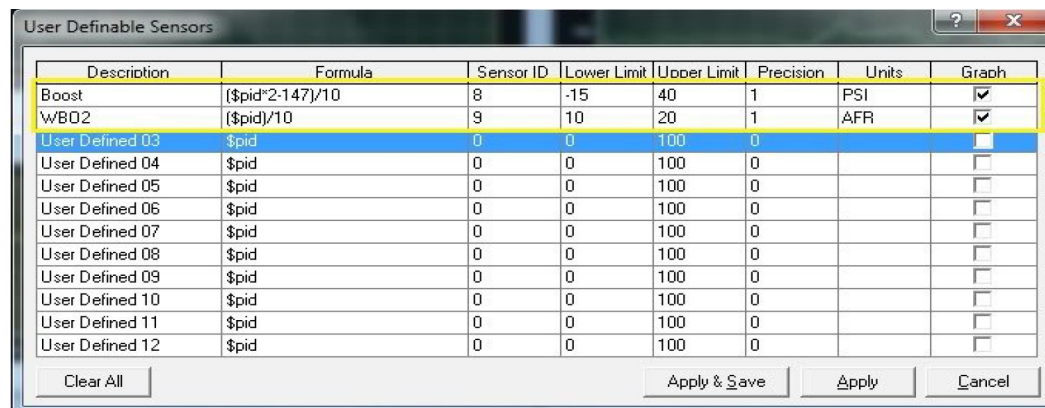 User Definable Sensors
? X
Description Formula Sensor ID Lower Limit Upper Limit Precision Units Graph
Boost ($pid*2-147)/10 8 -15 40 1 PSI
WBO2 ($pid)/10 9 10 20 1 AFR
User Defined 03 $pid 0 0 100 0
User Defined 04 $pid 0 0 100 0
User Defined 05 $pid 0 0 100 0
User Defined 06 $pid 0 0 100 0
User Defined 07 $pid 0 0 100 0
User Defined 08 $pid 0 0 100 0
User Defined 09 $pid 0 0 100 0
User Defined 10 $pid 0 0 100 0
User Defined 11 $pid 0 0 100 0
User Defined 12 $pid 0 0 100 0
Clear All Apply & Save Apply Cancel